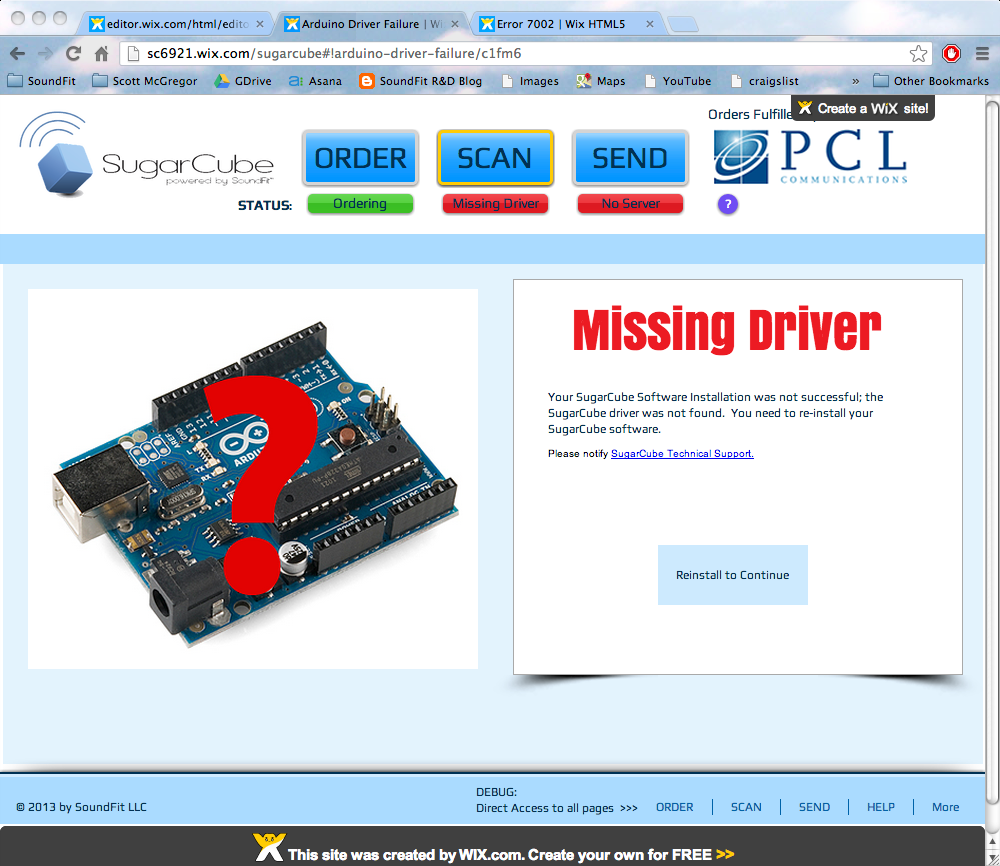 editor.wix.com/html/edito
Arduino Driver Failure | Wi
Error 7002 | Wix HTML5
sc6921.wix.com/sugarcube#!arduino-driver-failure/c1fm6
SoundFit
Scott McGregor
GDrive
Asana
SoundFit R&D Blog
Images
Maps
YouTube
craigslist
»
Other Bookmarks
Orders Fulfille
Create a WiX site!
SugarCube
powered by SoundFit
ORDER
SCAN
SEND
PCL
COMMUNICATIONS
STATUS:
Ordering
Missing Driver
No Server
?
Missing Driver
Your SugarCube Software Installation was not successful; the
SugarCube driver was not found. You need to re-install your
SugarCube software.
Please notify SugarCube Technical Support.
Reinstall to Continue
?
DEBUG:
Direct Access to all pages >>>
ORDER
SCAN
SEND
HELP
More
© 2013 by SoundFit LLC
This site was created by WIX.com. Create your own for FREE >>